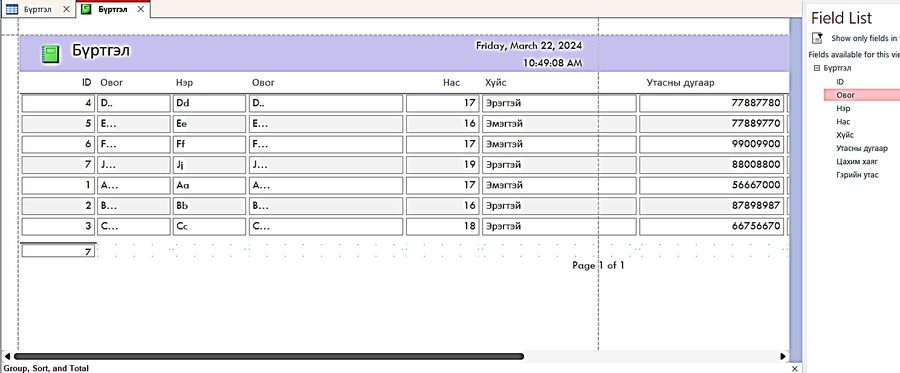 Бүртгэл Бүртгэл
Бүртгэл
Friday, March 22, 2024
10:49:08 AM
ID Овог Нэр Овог Нас Хүйс Утасны дугаар
4 D.. Dd D.. 17 Эрэгтэй 77887780
5 E... Ee E... 16 Эмэгтэй 77889770
6 F... Ff F... 17 Эмэгтэй 99009900
7 J... Jj J... 19 Эрэгтэй 88008800
1 A... Aa A... 17 Эмэгтэй 56667000
2 B... Bb B... 16 Эрэгтэй 87898987
3 C... Cc C... 18 Эрэгтэй 66756670
7
Page 1 of 1
Group, Sort, and Total
Field List
Show only fields in
Fields available for this vie
Бүртгэл
ID
Овог
Нэр
Нас
Хүйс
Утасны дугаар
Цахим хаяг
Гэрийн утас